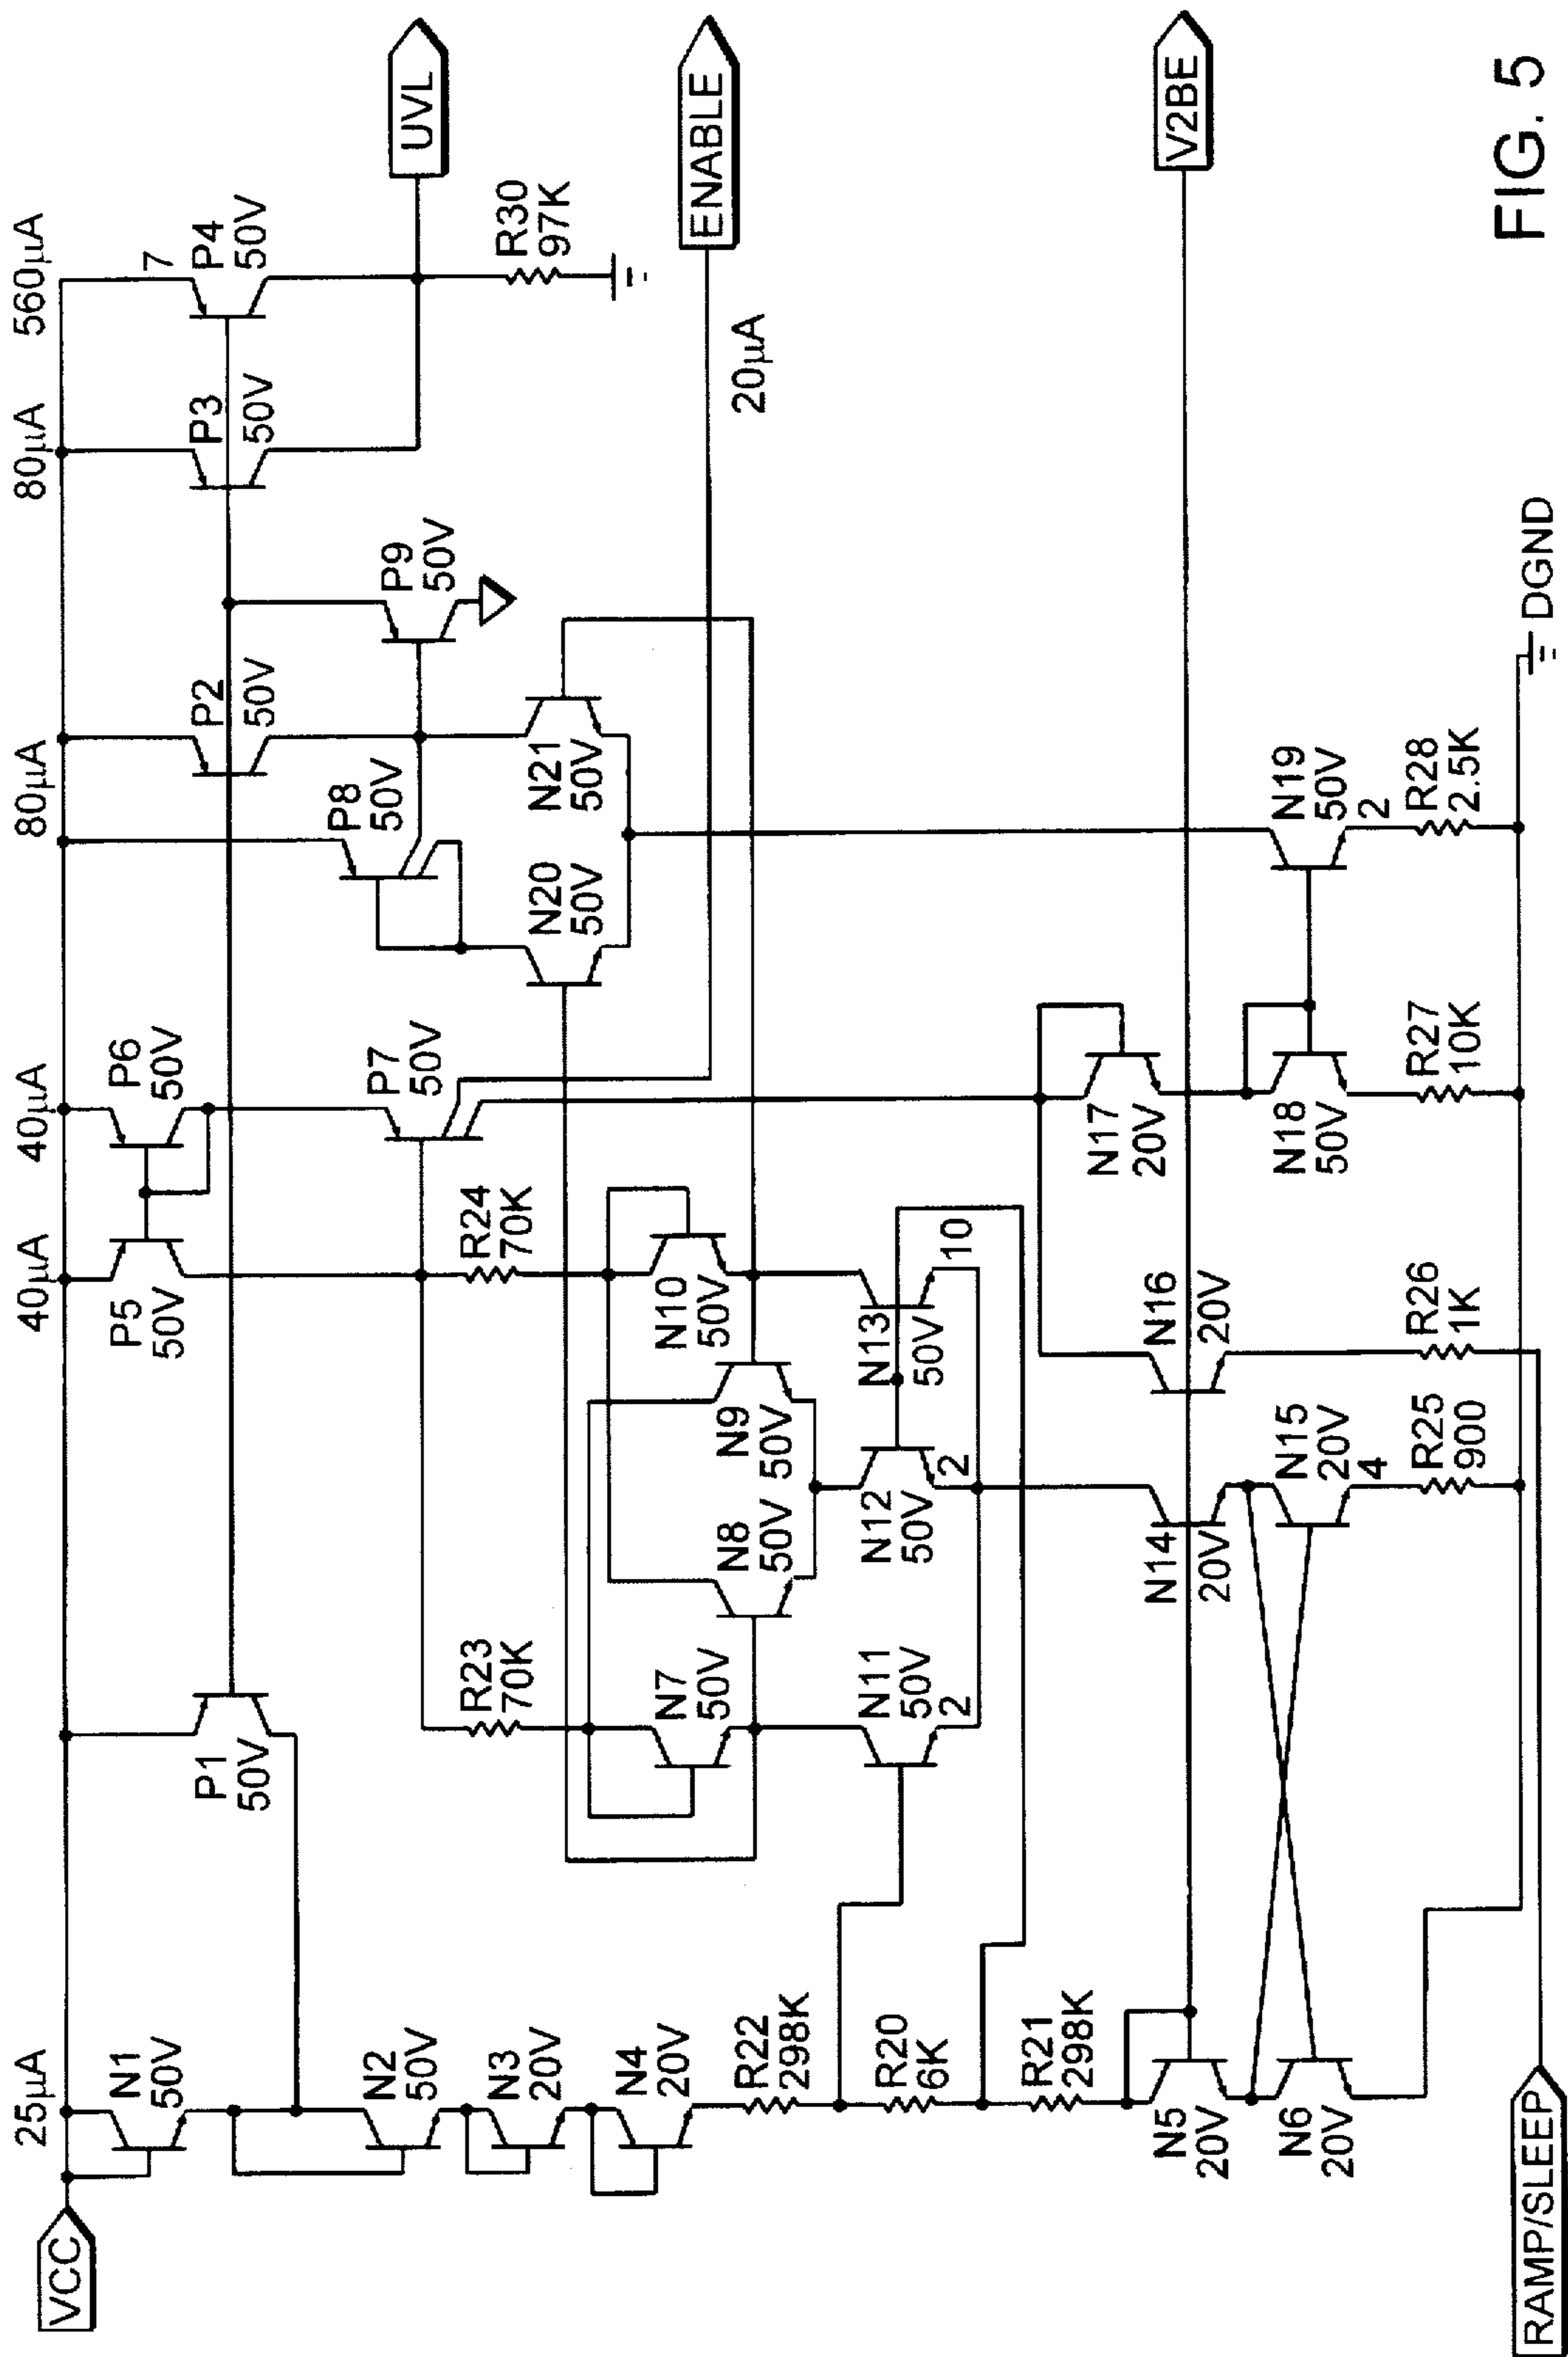 VCC
25µA
N1
50V
N2
50V
N3
20V
N4
20V
R22
298K
R20
6K
R21
298K
N5
20V
N6
20V
RAMP/SLEEP
P1
50V
R23
70K
N7
50V
N8
50V
N9
50V
N11
50V
2
N12
50V
2
N13
50V
10
N10
50V
R24
70K
40µA
P5
50V
40µA
P6
50V
P7
50V
N14
20V
N15
20V
4
R25
900
N16
20V
R26
1K
N17
20V
N18
50V
R27
10K
N19
50V
2
R28
2.5K
DGND
80µA
P8
50V
P2
50V
N20
50V
N21
50V
P9
50V
80µA
P3
50V
560µA
7
P4
50V
R30
97K
20µA
UVL
ENABLE
V2BE
FIG. 5